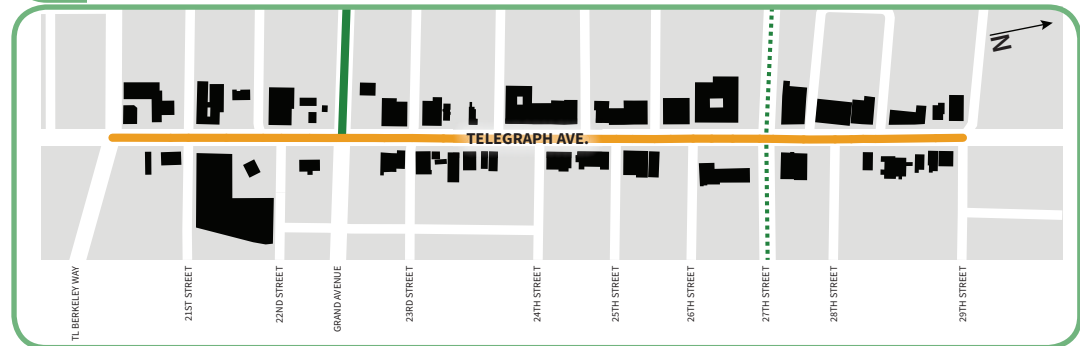 N
TELEGRAPH AVE.
TL BERKELEY WAY
21ST STREET
22ND STREET
GRAND AVENUE
23RD STREET
24TH STREET
25TH STREET
26TH STREET
27TH STREET
28TH STREET
29TH STREET